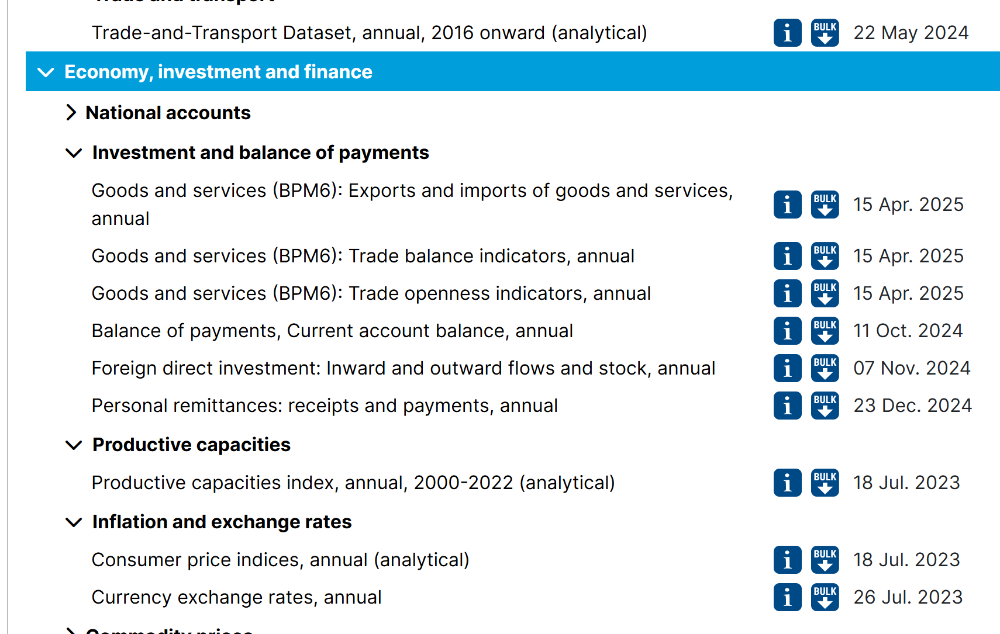 Trade and transport
Trade-and-Transport Dataset, annual, 2016 onward (analytical) i BULK 22 May 2024
Economy, investment and finance
National accounts
Investment and balance of payments
Goods and services (BPM6): Exports and imports of goods and services,
annual i BULK 15 Apr. 2025
Goods and services (BPM6): Trade balance indicators, annual i BULK 15 Apr. 2025
Goods and services (BPM6): Trade openness indicators, annual i BULK 15 Apr. 2025
Balance of payments, Current account balance, annual i BULK 11 Oct. 2024
Foreign direct investment: Inward and outward flows and stock, annual i BULK 07 Nov. 2024
Personal remittances: receipts and payments, annual i BULK 23 Dec. 2024
Productive capacities
Productive capacities index, annual, 2000-2022 (analytical) i BULK 18 Jul. 2023
Inflation and exchange rates
Consumer price indices, annual (analytical) i BULK 18 Jul. 2023
Currency exchange rates, annual i BULK 26 Jul. 2023
Commodity prices